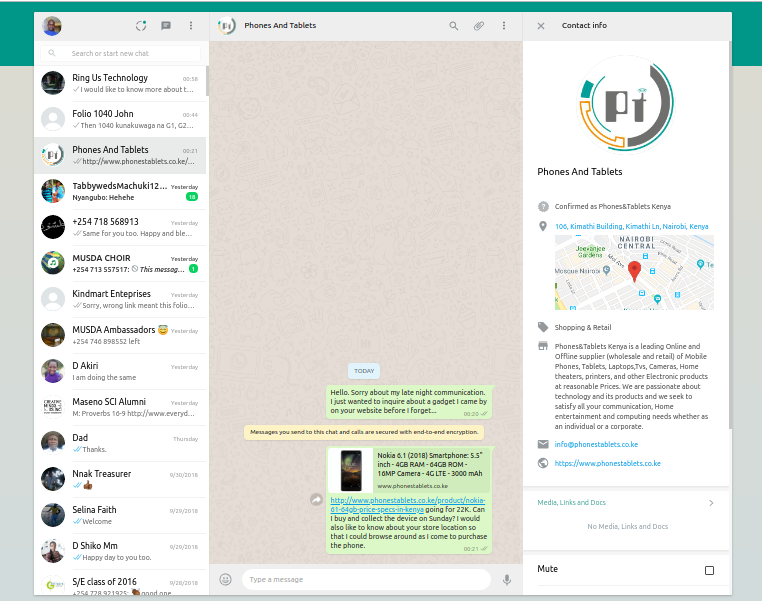 Search or start new chat
Ring Us Technology
00:58
I would like to know more about t...
Folio 1040 John
00:44
Then 1040 kunakuwaga na G1, G2...
Phones And Tablets
00:21
http://www.phonestablets.co.ke/...
TabbywedsMachuki12...
Yesterday
Nyangubo: Hehehe
18
+254 718 568913
Yesterday
Same for you too. Happy and ble...
MUSDA CHOIR
Yesterday
+254 713 557517: This messag...
1
Kindmart Enteprises
Yesterday
Sorry, wrong link meant this folio...
MUSDA Ambassadors 😇
Yesterday
+254 746 898552 left
D Akiri
Yesterday
I am doing the same
Maseno SCI Alumni
Yesterday
M: Proverbs 16-9 http://www.everyd...
Dad
Thursday
Thanks.
Nnak Treasurer
9/30/2018
Selina Faith
9/29/2018
Welcome
D Shiko Mm
9/29/2018
Happy day to you too.
S/E class of 2016
9/28/2018
+254 728 921925: good one
Phones And Tablets
TODAY
Hello. Sorry about my late night communication.
I just wanted to inquire about a gadget I came by
on your website before I forget...
00:20
Messages you send to this chat and calls are secured with end-to-end encryption.
Nokia 6.1 (2018) Smartphone: 5.5"
inch - 4GB RAM - 64GB ROM -
16MP Camera - 4G LTE - 3000 mAh
www.phonestablets.co.ke
http://www.phonestablets.co.ke/product/nokia-
61-64gb-price-specs-in-kenya going for 22K. Can
I buy and collect the device on Sunday? I would
also like to know about your store location so
that I could browse around as I come to purchase
the phone.
00:21
Type a message
Contact info
Pt
Phones And Tablets
Confirmed as Phones&Tablets Kenya
106, Kimathi Building, Kimathi Ln, Nairobi, Kenya
NAIROBI
CENTRAL
Jeevanjee
Gardens
Mosque Nairobi
Shopping & Retail
Phones&Tablets Kenya is a leading Online and
Offline supplier (wholesale and retail) of Mobile
Phones, Tablets, Laptops,Tvs, Cameras, Home
theaters, printers, and other Electronic products
at reasonable Prices. We are passionate about
technology and its products and we seek to
satisfy all your communication, Home
entertainment and computing needs whether as
an individual or a corporate.
info@phonestablets.co.ke
https://www.phonestablets.co.ke
Media, Links and Docs
No Media, Links and Docs
Mute